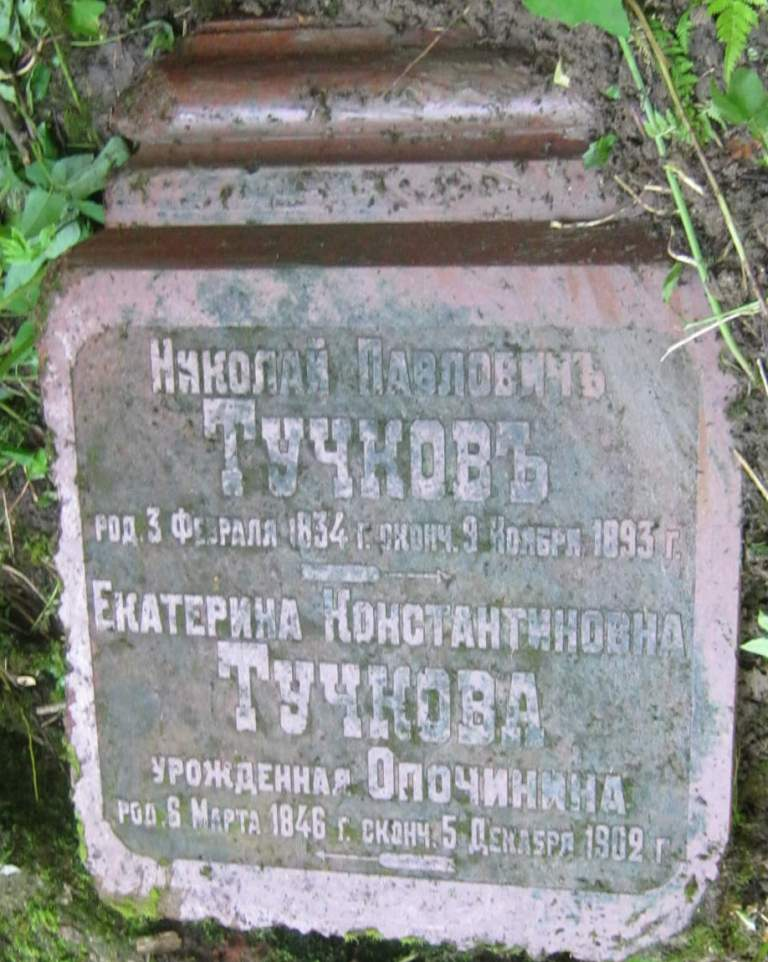 Николай Павловичъ
Тучковъ
род. 3 Февраля 1834 г. сконч. 9 Ноября 1893 г.
Екатерина Константиновна
Тучкова
урожденная Опочинина
род. 6 Марта 1846 г. сконч. 5 Декабря 1902 г